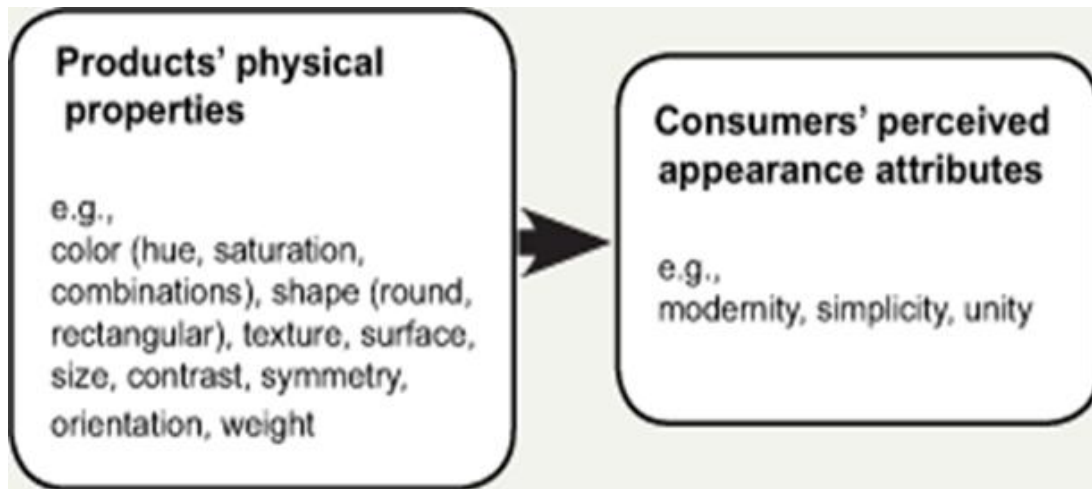 Products’ physical
properties
e.g.,
color (hue, saturation,
combinations), shape (round,
rectangular), texture, surface,
size, contrast, symmetry,
orientation, weight
Consumers’ perceived
appearance attributes
e.g.,
modernity, simplicity, unity